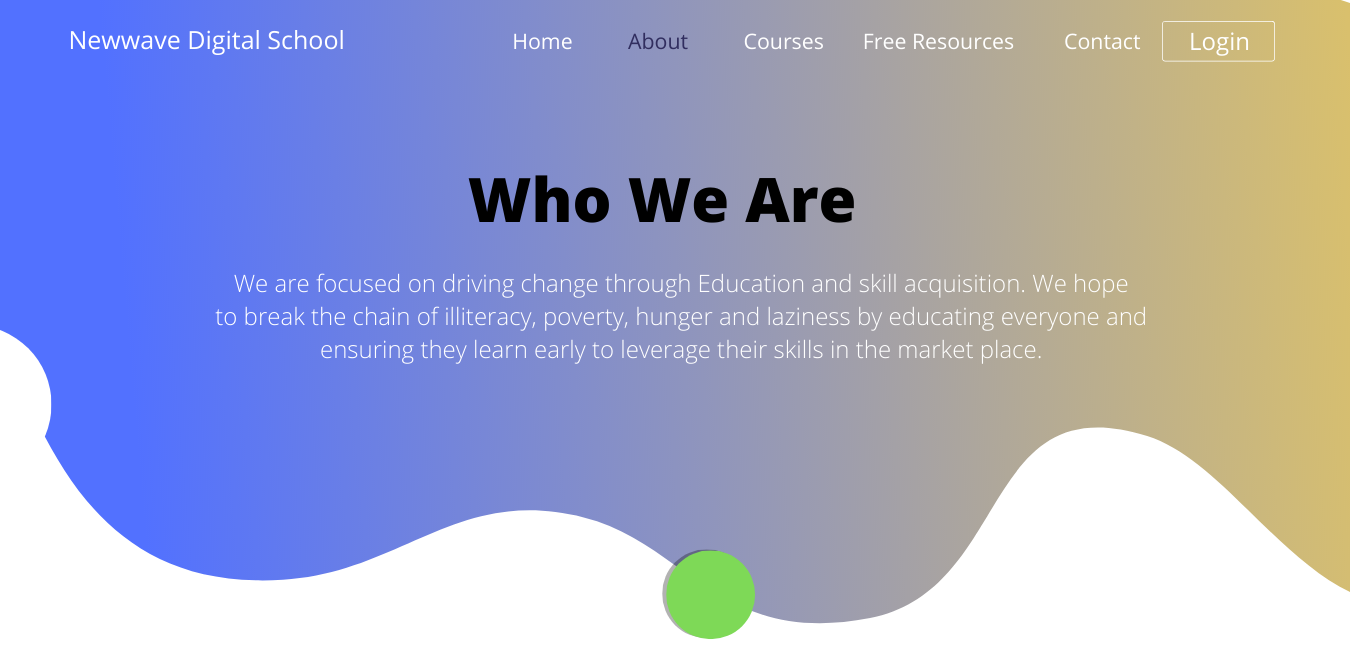 Newwave Digital School
Home About Courses Free Resources Contact Login
Who We Are
We are focused on driving change through Education and skill acquisition. We hope
to break the chain of illiteracy, poverty, hunger and laziness by educating everyone and
ensuring they learn early to leverage their skills in the market place.